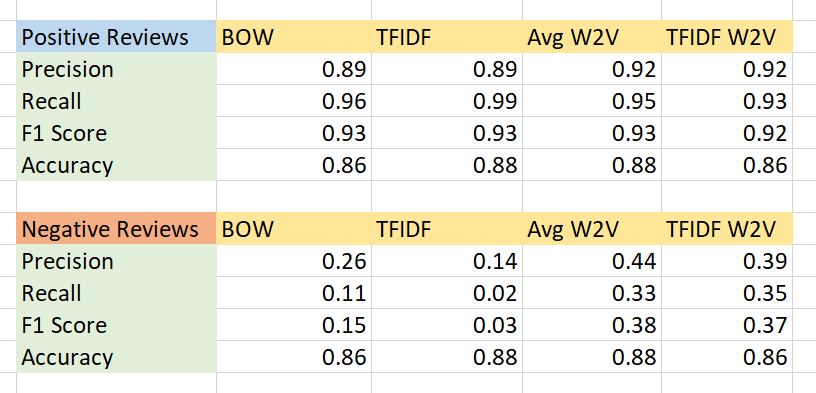 Positive Reviews BOW TFIDF Avg W2V TFIDF W2V
Precision 0.89 0.89 0.92 0.92
Recall 0.96 0.99 0.95 0.93
F1 Score 0.93 0.93 0.93 0.92
Accuracy 0.86 0.88 0.88 0.86
Negative Reviews BOW TFIDF Avg W2V TFIDF W2V
Precision 0.26 0.14 0.44 0.39
Recall 0.11 0.02 0.33 0.35
F1 Score 0.15 0.03 0.38 0.37
Accuracy 0.86 0.88 0.88 0.86